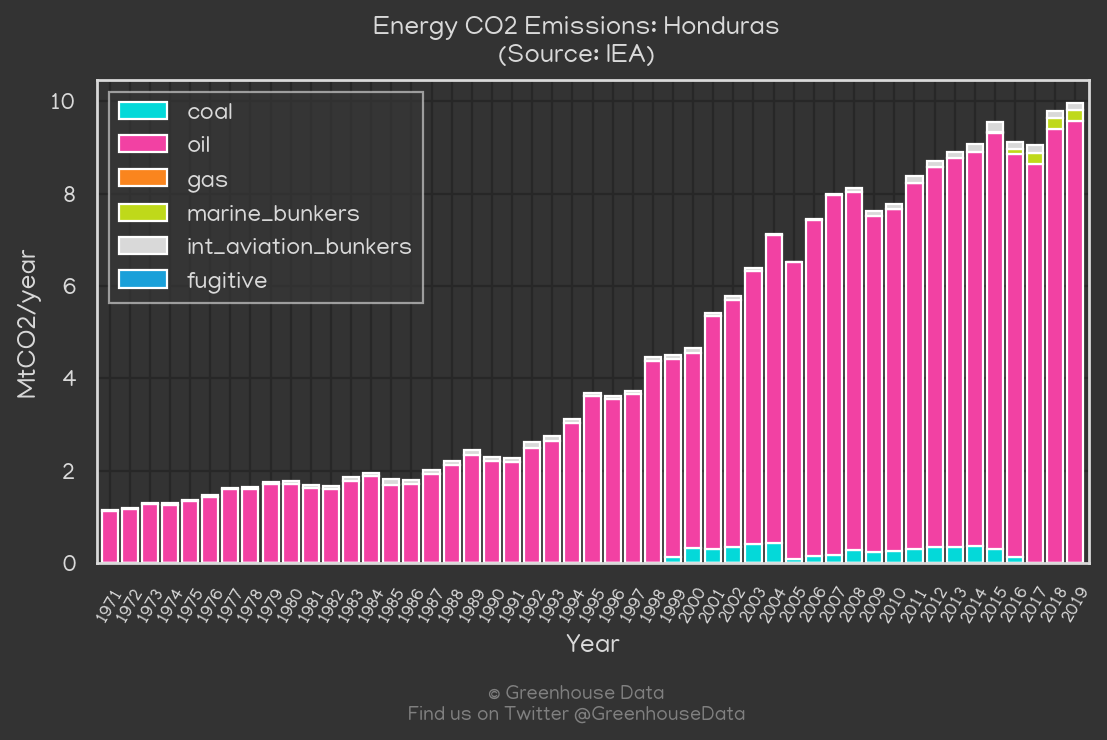 Energy CO2 Emissions: Honduras
(Source: IEA)
coal
oil
gas
marine_bunkers
int_aviation_bunkers
fugitive
MtCO2/year
10
8
6
4
2
0
1971 1972 1973 1974 1975 1976 1977 1978 1979 1980 1981 1982 1983 1984 1985 1986 1987 1988 1989 1990 1991 1992 1993 1994 1995 1996 1997 1998 1999 2000 2001 2002 2003 2004 2005 2006 2007 2008 2009 2010 2011 2012 2013 2014 2015 2016 2017 2018 2019
Year
© Greenhouse Data
Find us on Twitter @GreenhouseData